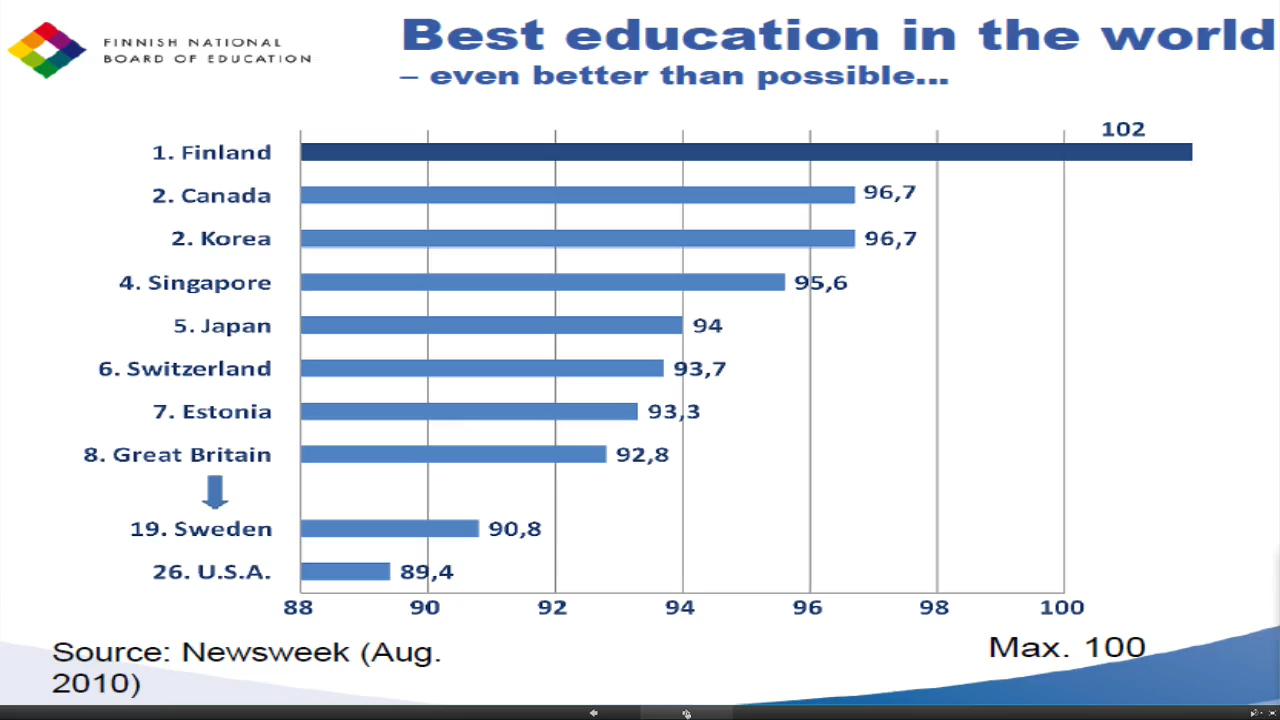 FINNISH NATIONAL
BOARD OF EDUCATION
Best education in the world
– even better than possible...
1. Finland 102
2. Canada 96,7
2. Korea 96,7
4. Singapore 95,6
5. Japan 94
6. Switzerland 93,7
7. Estonia 93,3
8. Great Britain 92,8
19. Sweden 90,8
26. U.S.A. 89,4
88 90 92 94 96 98 100
Source: Newsweek (Aug.
2010)
Max. 100